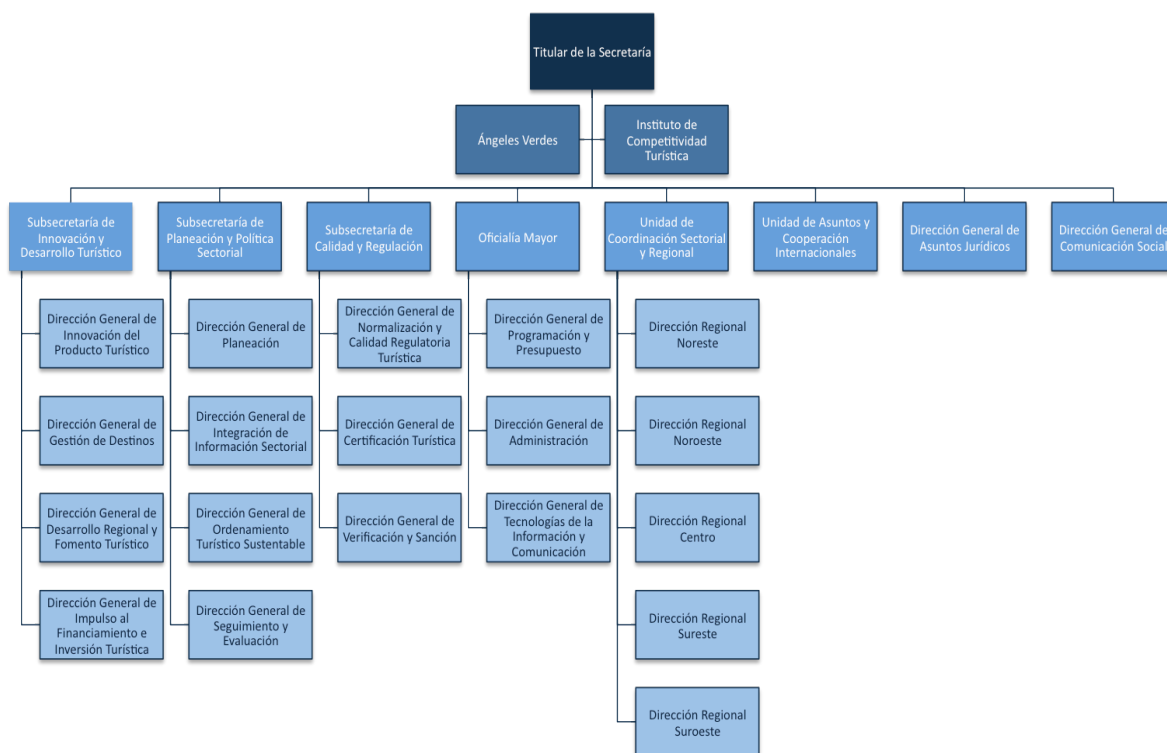 Titular de la Secretaría
Ángeles Verdes
Instituto de
Competitividad
Turística
Subsecretaría de
Innovación y
Desarrollo Turístico
Subsecretaría de
Planeación y Política
Sectorial
Subsecretaría de
Calidad y Regulación
Oficialía Mayor
Unidad de
Coordinación Sectorial
y Regional
Unidad de Asuntos y
Cooperación
Internacionales
Dirección General de
Asuntos Jurídicos
Dirección General de
Comunicación Social
Dirección General de
Innovación del
Producto Turístico
Dirección General de
Planeación
Dirección General de
Normalización y
Calidad Regulatoria
Turística
Dirección General de
Programación y
Presupuesto
Dirección Regional
Noreste
Dirección General de
Gestión de Destinos
Dirección General de
Integración de
Información Sectorial
Dirección General de
Certificación Turística
Dirección General de
Administración
Dirección Regional
Noroeste
Dirección General de
Desarrollo Regional y
Fomento Turístico
Dirección General de
Ordenamiento
Turístico Sustentable
Dirección General de
Verificación y Sanción
Dirección General de
Tecnologías de la
Información y
Comunicación
Dirección Regional
Centro
Dirección General de
Impulso al
Financiamiento e
Inversión Turística
Dirección General de
Seguimiento y
Evaluación
Dirección Regional
Sureste
Dirección Regional
Suroeste